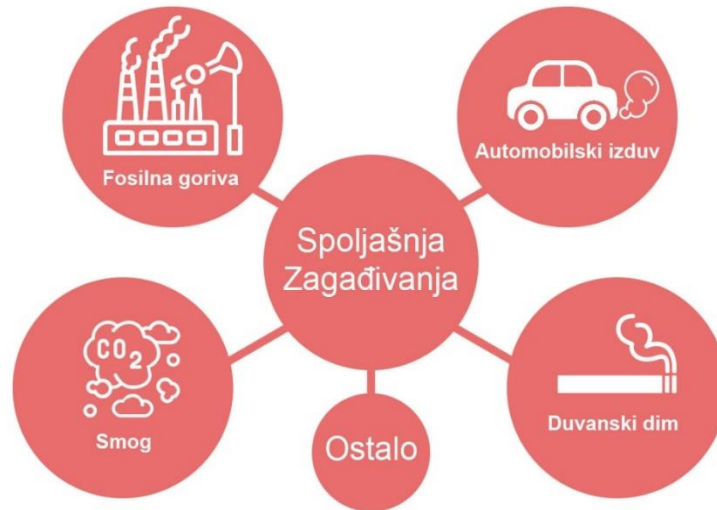 Fosilna goriva
Automobilski izduv
Spoljašnja
Zagađivanja
CO2
Smog
Ostalo
Duvanski dim